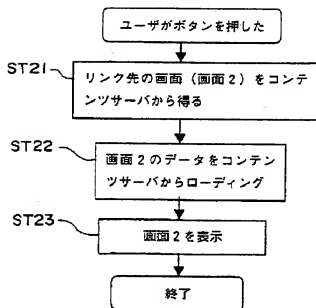 ユーザがボタンを押した
ST21
リンク先の画面(画面2)をコンテ
ンツサーバから得る
ST22
画面2のデータをコンテン
ツサーバからローディング
ST23
画面2を表示
終了